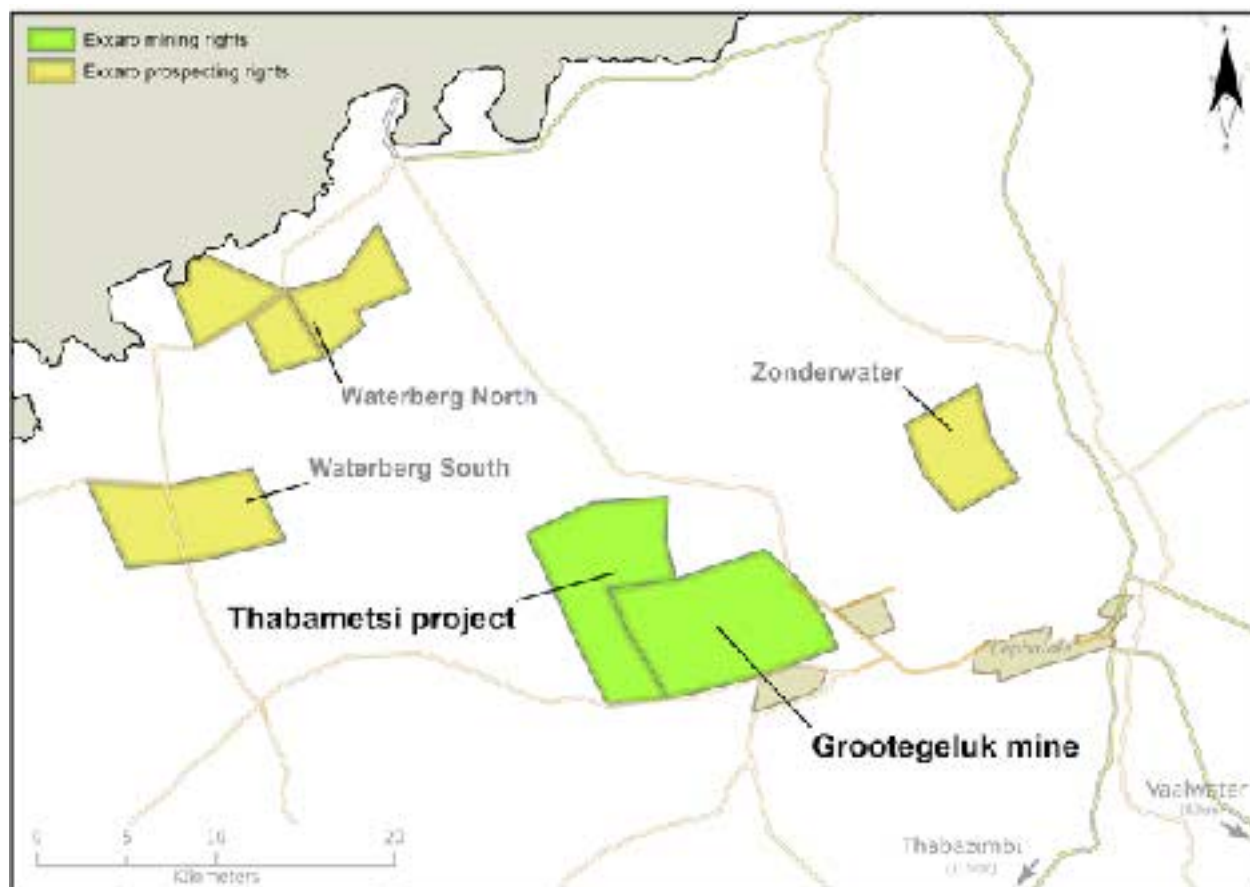 Exxaro mining rights
Exxaro prospecting rights
Waterberg North
Zonderwater
Waterberg South
Thabametsi project
Grootegeluk mine
Vaalwater
Thabazimbi
0 5 10 20
Kilometers